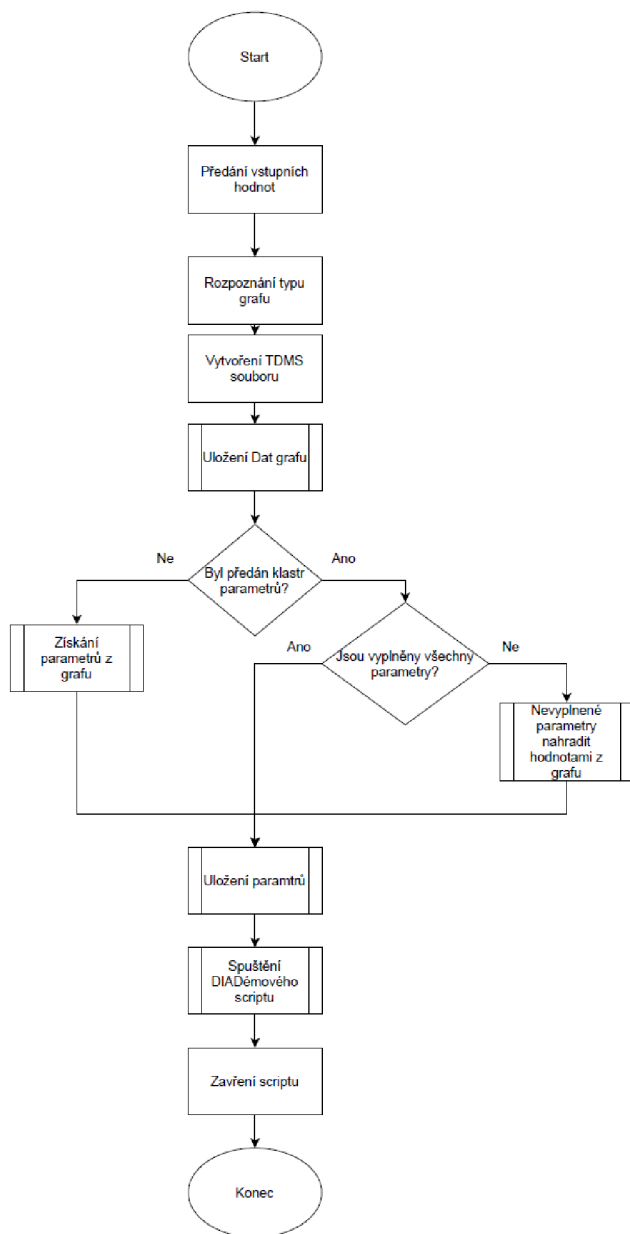 Start
Předání vstupních
hodnot
Rozpoznání typu
grafu
Vytvoření TDMS
souboru
Uložení Dat grafu
Ne
Byl předán klastr
parametrů?
Ano
Získání
parametrů z
grafu
Ano
Jsou vyplněny všechny
parametry?
Ne
Nevyplnené
parametry
nahradit
hodnotami z
grafu
Uložení paramtrů
Spuštění
DIADémového
scriptu
Zavření scriptu
Konec